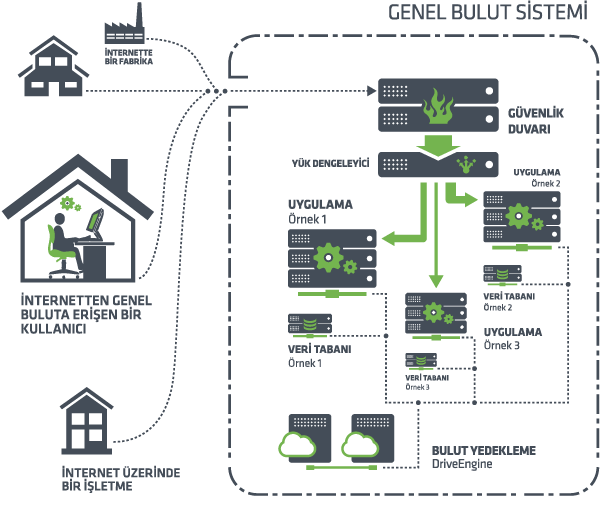 GENEL BULUT SİSTEMİ
İNTERNETTE
BİR FABRIKA
GÜVENLİK
DUVARI
YÜK DENGELEYİCİ
UYGULAMA
Örnek 2
UYGULAMA
Örnek 1
İNTERNETTEN GENEL
BULUTA ERİŞEN BİR
KULLANICI
VERİ TABANI
Örnek 2
UYGULAMA
Örnek 3
VERİ TABANI
Örnek 1
VERİ TABANI
Örnek 3
BULUT YEDEKLEME
DriveEngine
İNTERNET ÜZERİNDE
BİR İŞLETME